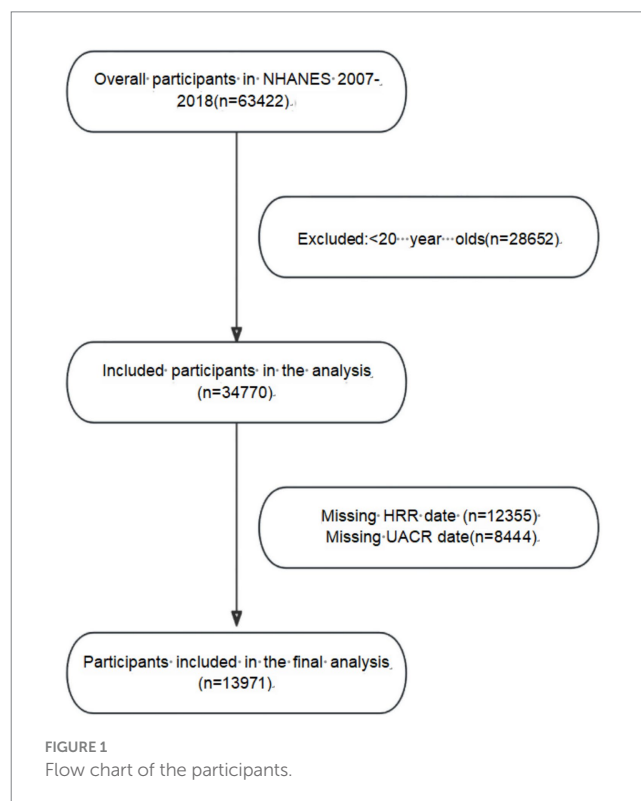 Overall participants in NHANES 2007-
2018(n=63422)
Excluded:<20 year olds(n=28652)
Included participants in the analysis
(n=34770)
Missing HRR date (n=12355)
Missing UACR date(n=8444)
Participants included in the final analysis
(n=13971)
FIGURE 1
Flow chart of the participants.